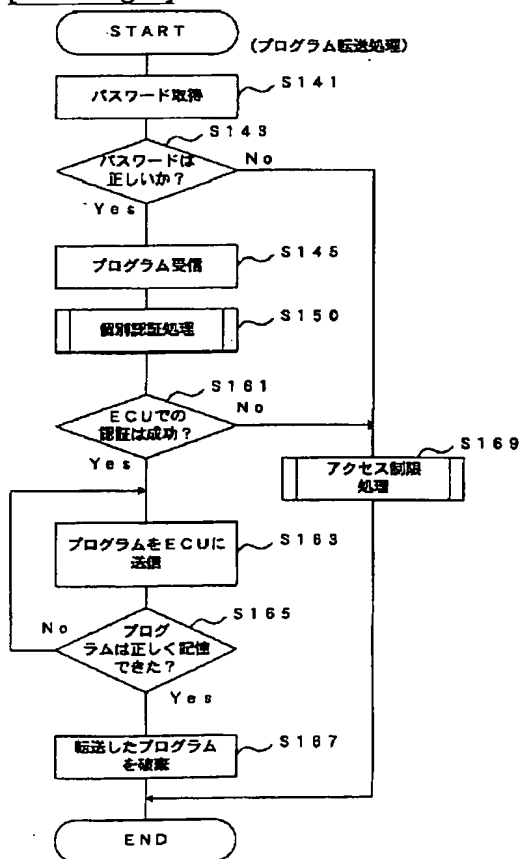 START
(プログラム転送処理)
パスワード取得
S141
S143
パスワードは
正しいか?
No
Yes
プログラム受信
S145
個別認証処理
S150
S161
ECUでの
認証は成功?
No
Yes
S169
アクセス制限
処理
プログラムをECUに
送信
S163
S165
プログ
ラムは正しく記憶
できた?
No
Yes
転送したプログラム
を破棄
S167
END